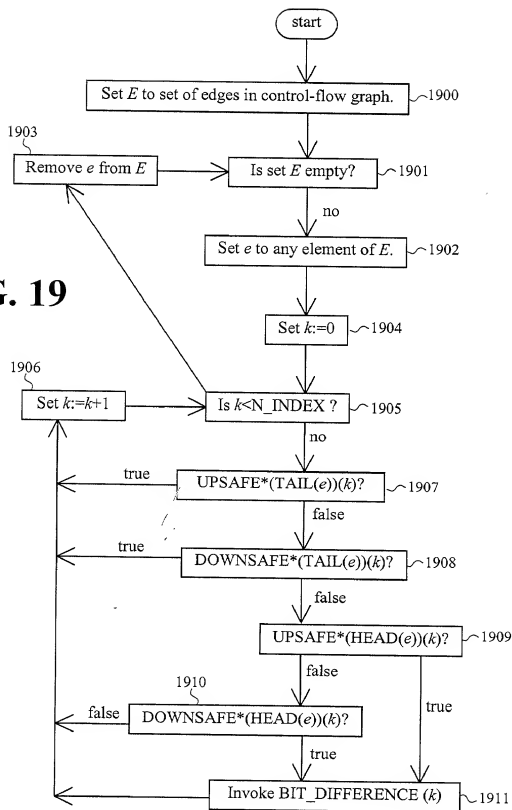 start
Set E to set of edges in control-flow graph.
1900
1903
Remove e from E
Is set E empty?
1901
no
Set e to any element of E.
1902
G. 19
Set k:=0
1904
1906
Set k:=k+1
Is k<N_INDEX ?
1905
no
true
UPSAFE*(TAIL(e))(k)?
1907
false
true
DOWNSAFE*(TAIL(e))(k)?
1908
false
UPSAFE*(HEAD(e))(k)?
1909
false
true
1910
false
DOWNSAFE*(HEAD(e))(k)?
true
Invoke BIT_DIFFERENCE (k)
1911